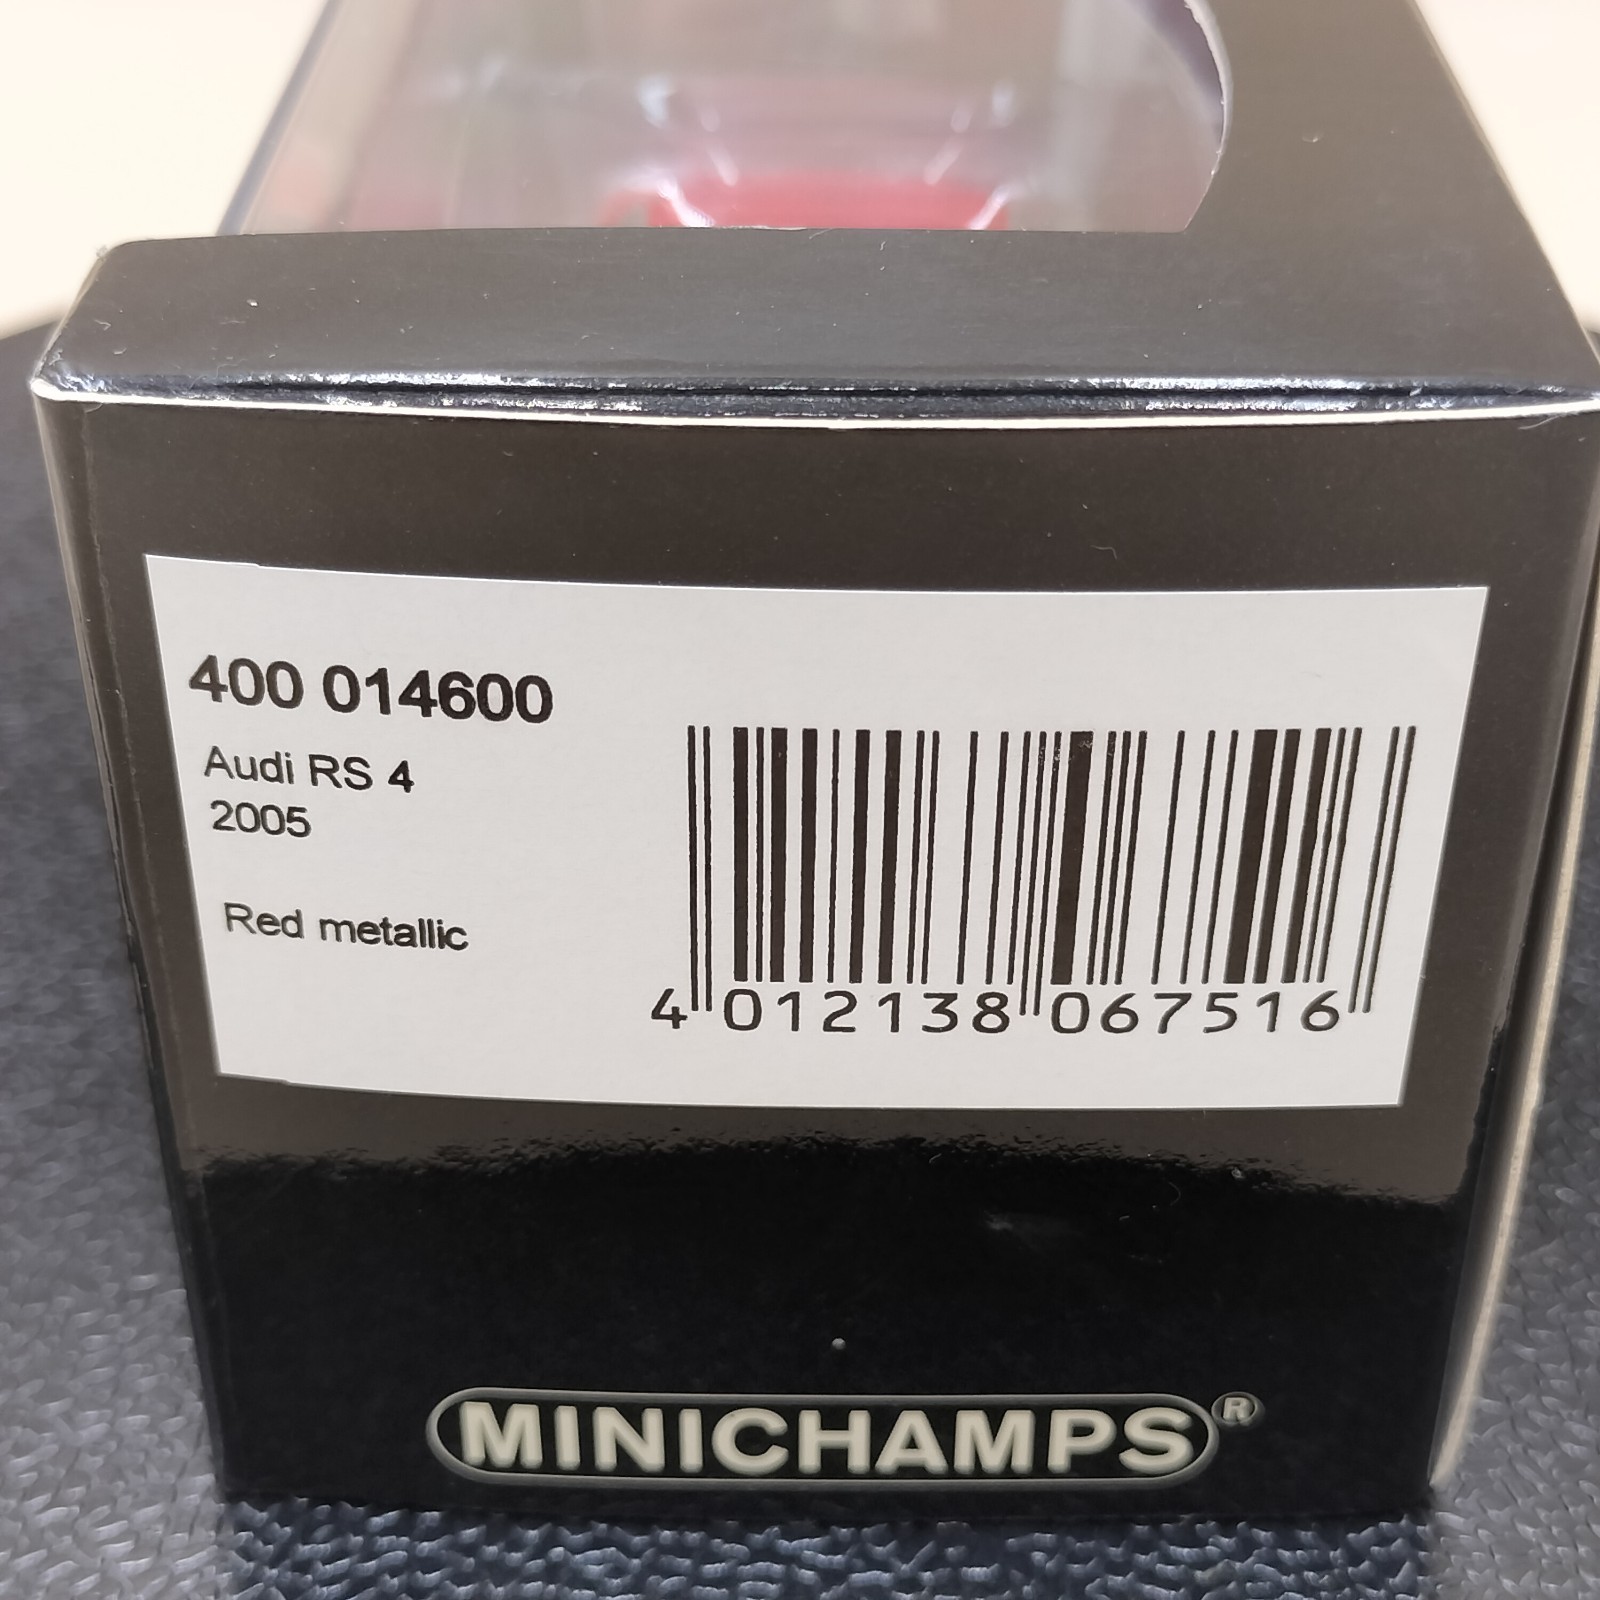 400 014600
Audi RS 4
2005
Red metallic
4 012138 067516
MINICHAMPS®